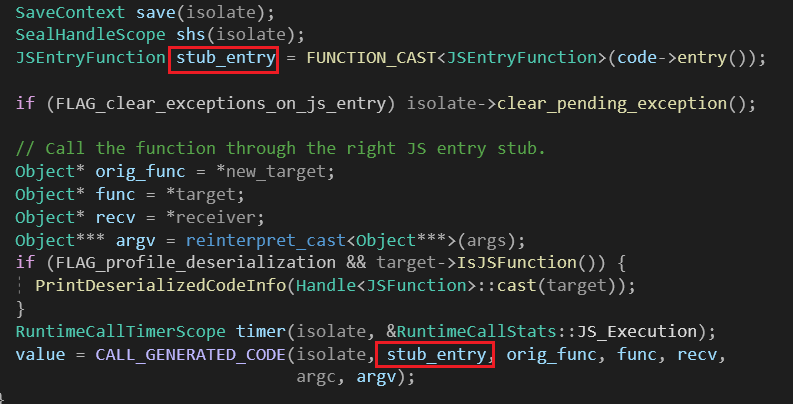 SaveContext save(isolate);
SealHandleScope shs(isolate);
JSEntryFunction stub_entry = FUNCTION_CAST<JSEntryFunction>(code->entry());
if (FLAG_clear_exceptions_on_js_entry) isolate->clear_pending_exception();
// Call the function through the right JS entry stub.
Object* orig_func = *new_target;
Object* func = *target;
Object* recv = *receiver;
Object*** argv = reinterpret_cast<Object***>(args);
if (FLAG_profile_deserialization && target->IsJSFunction()) {
PrintDeserializedCodeInfo(Handle<JSFunction>::cast(target));
}
RuntimeCallTimerScope timer(isolate, &RuntimeCallStats::JS_Execution);
value = CALL_GENERATED_CODE(isolate, stub_entry, orig_func, func, recv,
argc, argv);
}